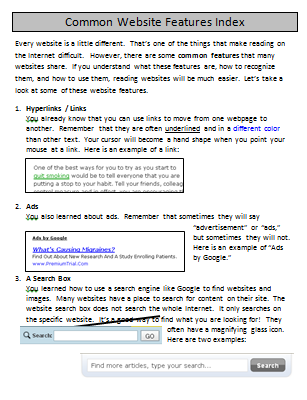 Common Website Features Index
Every website is a little different. That's one of the things that make reading on
the Internet difficult. However, there are some common features that many
websites share. If you understand what these features are, how to recognize
them, and how to use them, reading websites will be much easier. Let's take a
look at some of these website features.
1. Hyperlinks / Links
You already know that you can use links to move from one webpage to
another. Remember that they are often underlined and in a different color
than other text. Your cursor will become a hand shape when you point your
mouse at a link. Here is an example of a link:
One of the best ways for you to try as you start to
quit smoking would be to tell everyone that you are
putting a stop to your habit. Tell your friends, colleag
2. Ads
You also learned about ads. Remember that sometimes they will say
"advertisement" or "ads,"
but sometimes they will not.
Here is an example of "Ads
by Google."
Ads by Google
What's Causing Migraines?
Find Out About New Research And A Study Enrolling Patients.
www.PremiumTrial.com
3. A Search Box
You learned how to use a search engine like Google to find websites and
images. Many websites have a place to search for content on their site. The
website search box does not search the whole Internet. It only searches on
the specific website. It's a good way to find what you are looking for! They
often have a magnifying glass icon.
Here are two examples:
Search: GO
Find more articles, type your search... Search